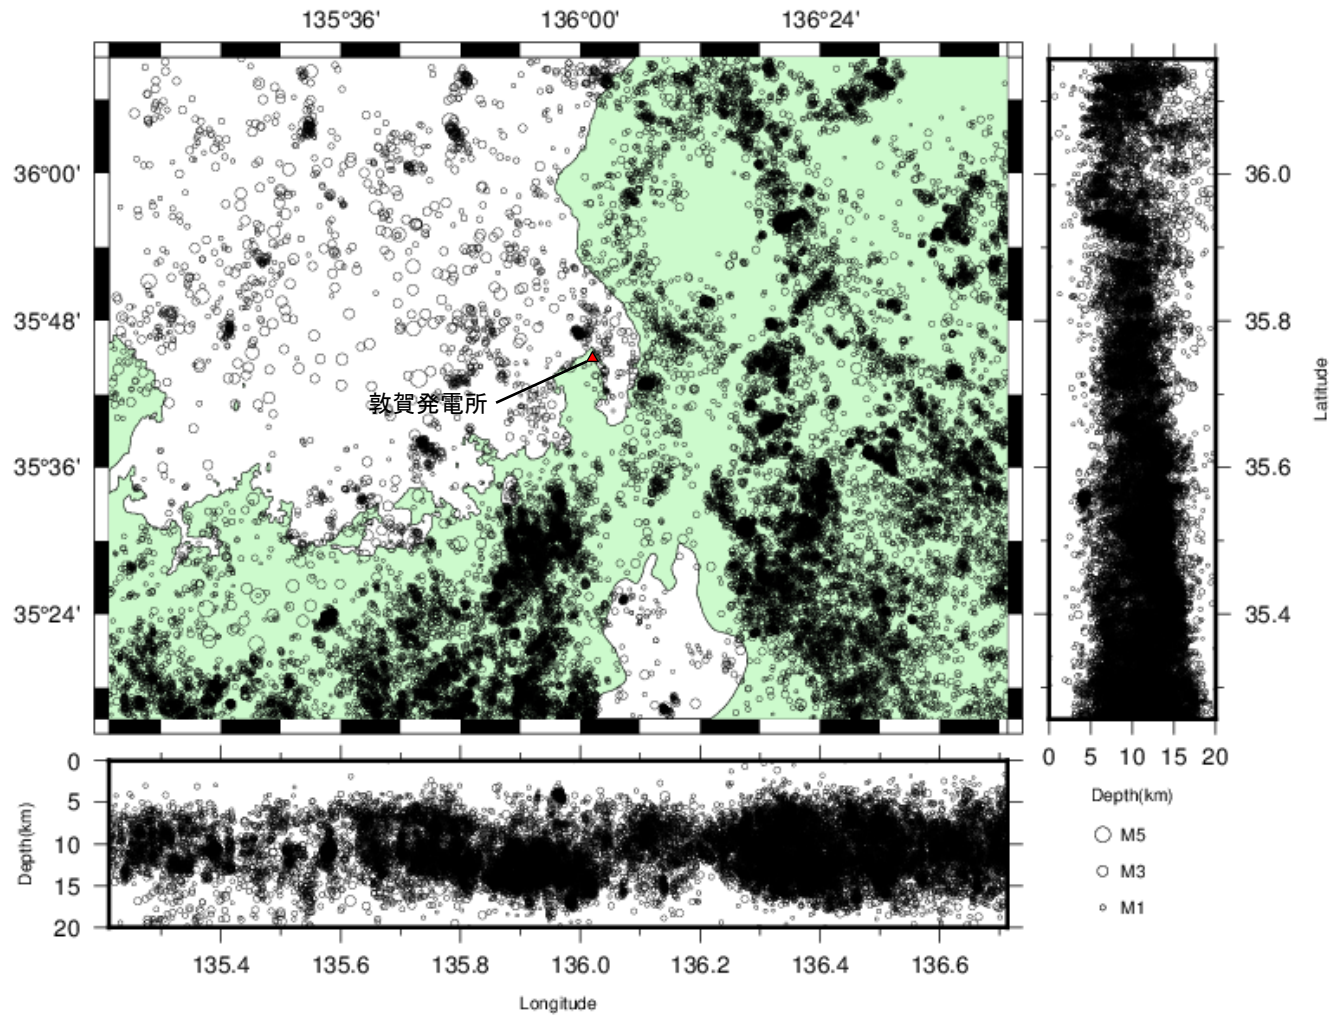 135°36' 136°00' 136°24'
36°00'
35°48'
35°36'
35°24'
敦賀発電所
36.0
35.8
35.6
35.4
Latitude
0 5 10 15 20
Depth(km)
M5
M3
M1
0
5
10
15
20
Depth(km)
135.4 135.6 135.8 136.0 136.2 136.4 136.6
Longitude